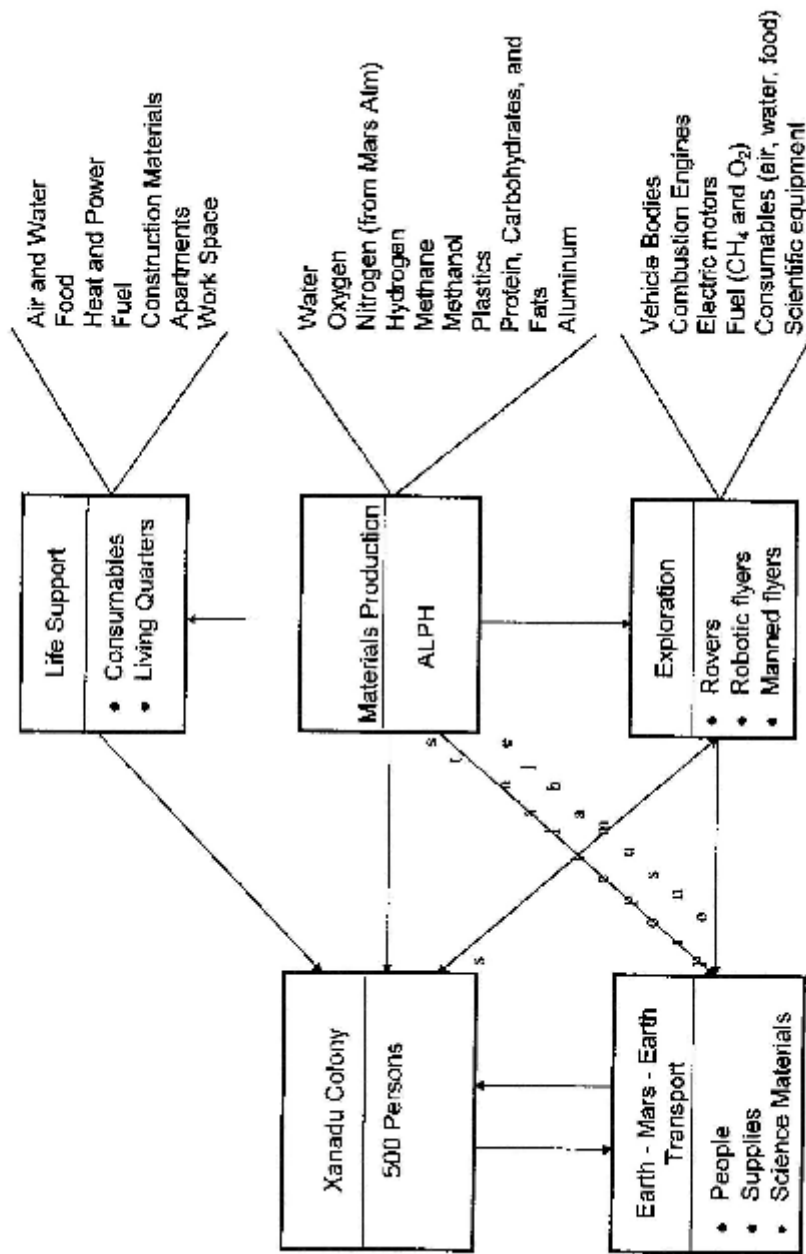 Life Support
• Consumables
• Living Quarters
Air and Water
Food
Heat and Power
Fuel
Construction Materials
Apartments
Work Space
Xanadu Colony
500 Persons
Materials Production
ALPH
Water
Oxygen
Nitrogen (from Mars Atm)
Hydrogen
Methane
Methanol
Plastics
Protein, Carbohydrates, and
Fats
Aluminum
Earth - Mars - Earth
Transport
• People
• Supplies
• Science Materials
Exploration
• Rovers
• Robotic flyers
• Manned flyers
Vehicle Bodies
Combustion Engines
Electric motors
Fuel (CH₄ and O₂)
Consumables (air, water, food)
Scientific equipment